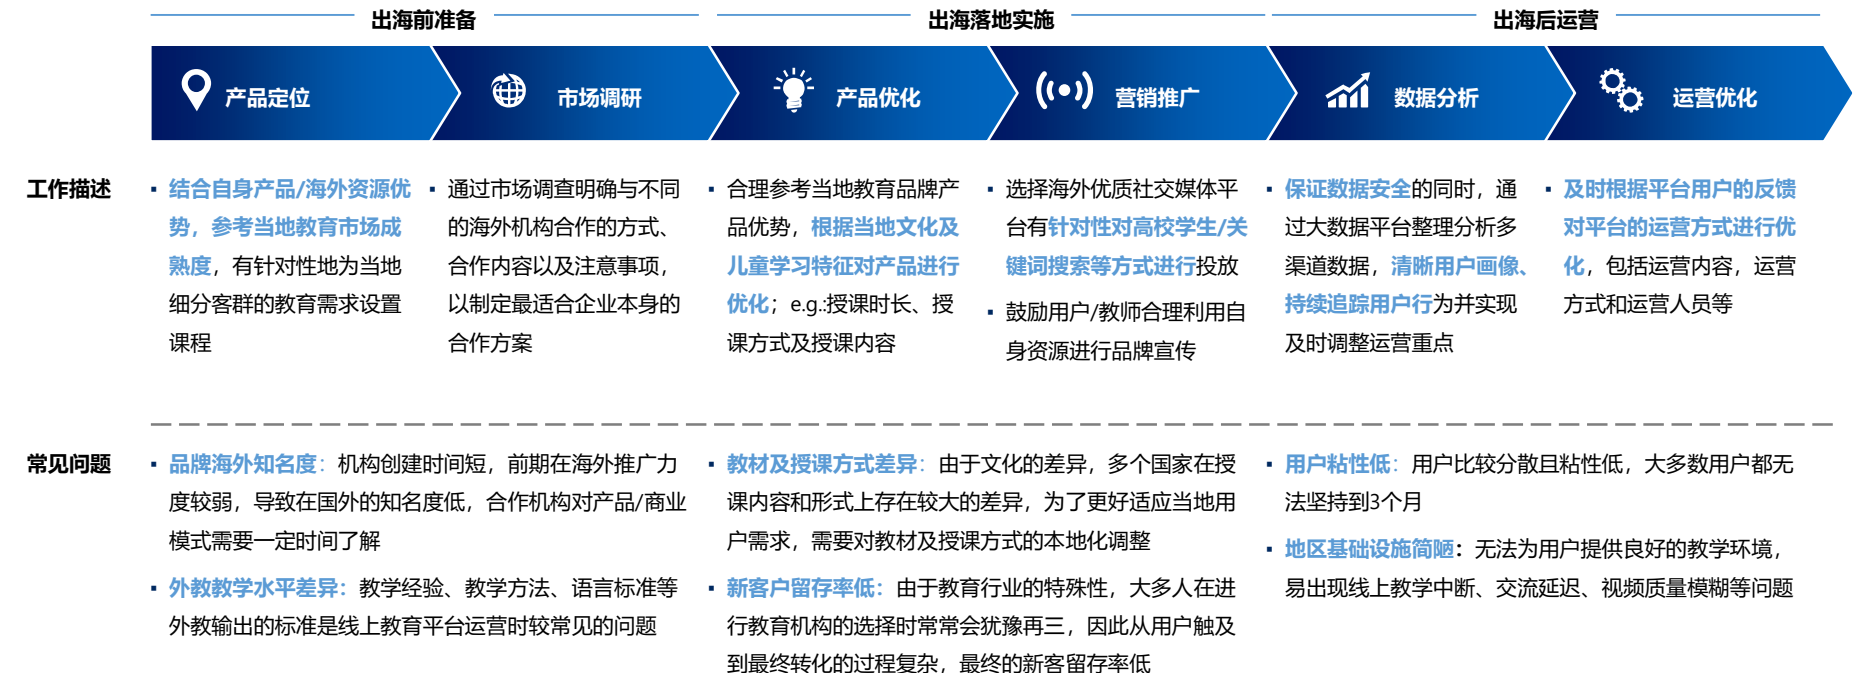 出海前准备
出海落地实施
出海后运营
产品定位
市场调研
产品优化
营销推广
数据分析
运营优化
工作描述
▪ 结合自身产品/海外资源优
势，参考当地教育市场成
熟度，有针对性地为当地
细分客群的教育需求设置
课程
▪ 通过市场调查明确与不同
的海外机构合作的方式、
合作内容以及注意事项，
以制定最适合企业本身的
合作方案
▪ 合理参考当地教育品牌产
品优势，根据当地文化及
儿童学习特征对产品进行
优化；e.g.:授课时长、授
课方式及授课内容
▪ 选择海外优质社交媒体平
台有针对性对高校学生/关
键词搜索等方式进行投放
▪ 鼓励用户/教师合理利用自
身资源进行品牌宣传
▪ 保证数据安全的同时，通
过大数据平台整理分析多
渠道数据，清晰用户画像、
持续追踪用户行为并实现
及时调整运营重点
▪ 及时根据平台用户的反馈
对平台的运营方式进行优
化，包括运营内容，运营
方式和运营人员等
常见问题
▪ 品牌海外知名度：机构创建时间短，前期在海外推广力
度较弱，导致在国外的知名度低，合作机构对产品/商业
模式需要一定时间了解
▪ 外教教学水平差异：教学经验、教学方法、语言标准等
外教输出的标准是线上教育平台运营时较常见的问题
▪ 教材及授课方式差异：由于文化的差异，多个国家在授
课内容和形式上存在较大的差异，为了更好适应当地用
户需求，需要对教材及授课方式的本地化调整
▪ 新客户留存率低：由于教育行业的特殊性，大多人在进
行教育机构的选择时常常会犹豫再三，因此从用户触及
到最终转化的过程复杂，最终的新客留存率低
▪ 用户粘性低：用户比较分散且粘性低，大多数用户都无
法坚持到3个月
▪ 地区基础设施简陋：无法为用户提供良好的教学环境，
易出现线上教学中断、交流延迟、视频质量模糊等问题